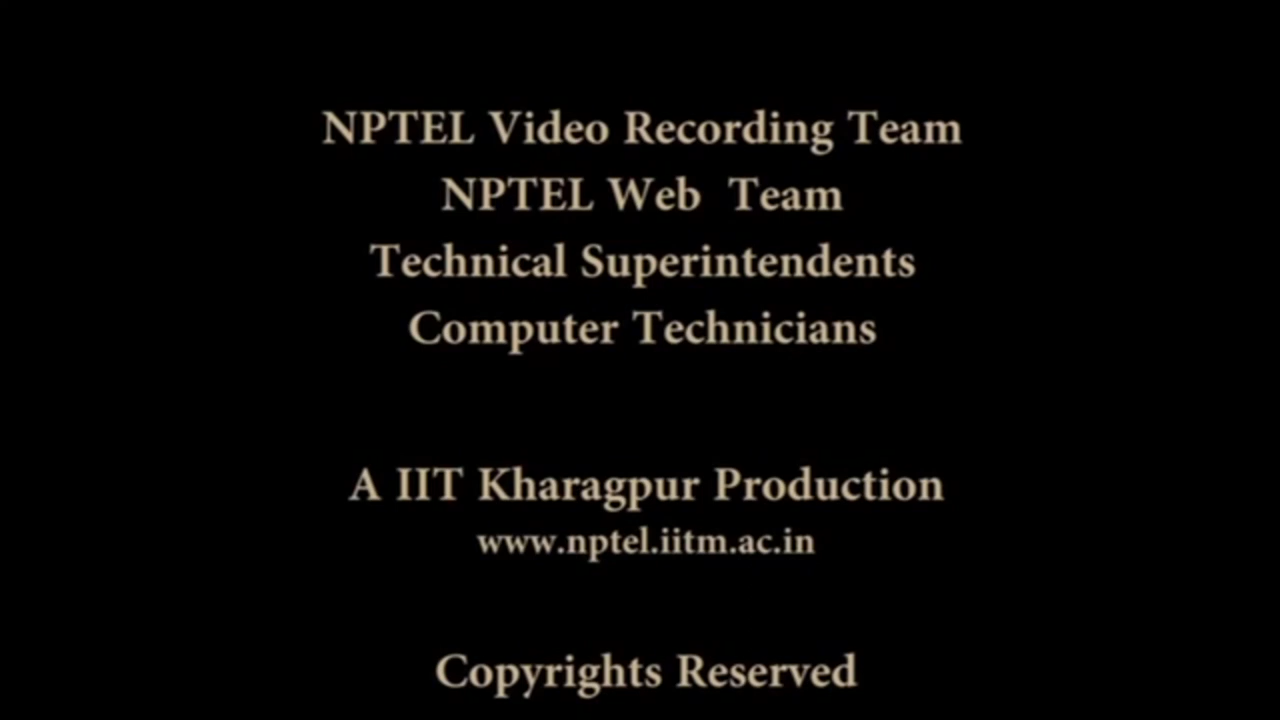 NPTEL Video Recording Team
NPTEL Web Team
Technical Superintendents
Computer Technicians
A IIT Kharagpur Production
www.nptel.iitm.ac.in
Copyrights Reserved